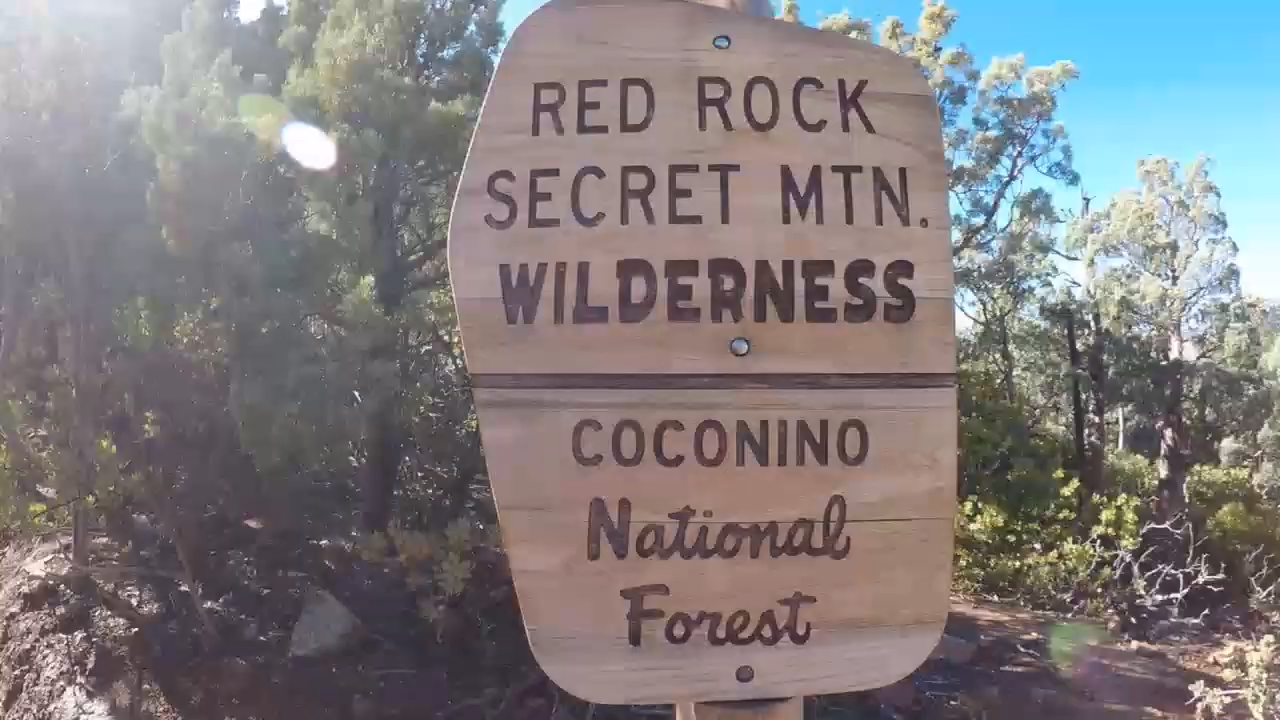 RED ROCK
SECRET MTN.
WILDERNESS
COCONINO
National
Forest